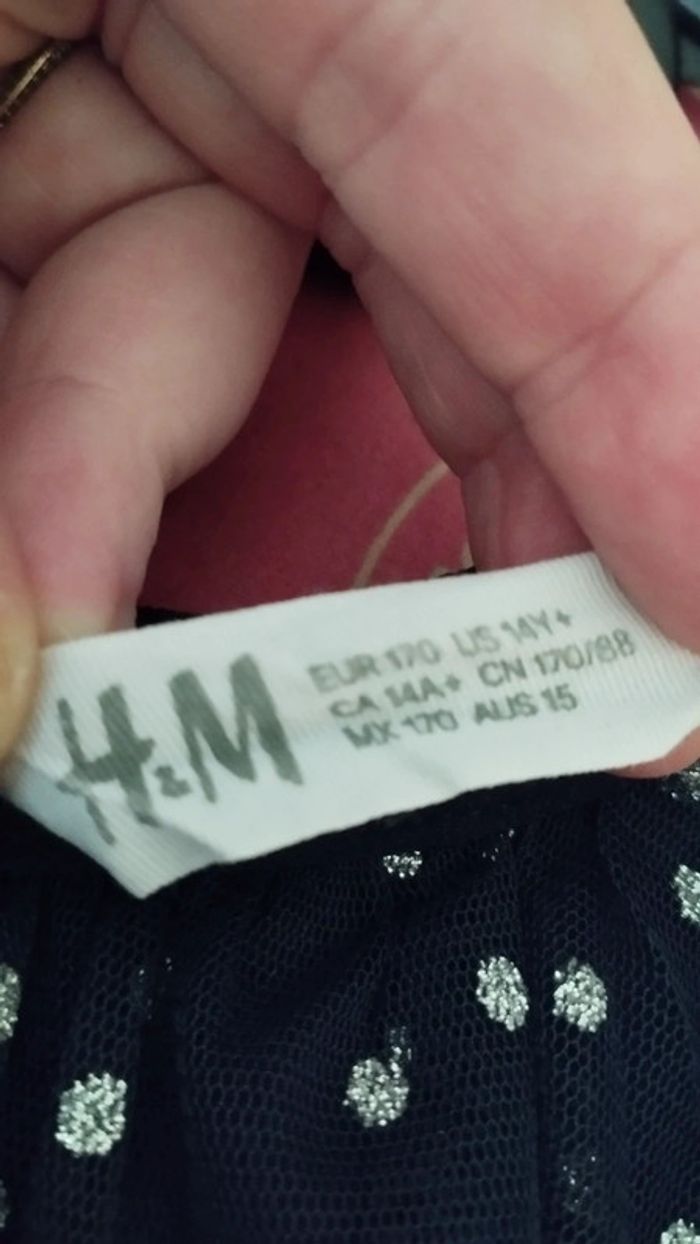 H&M
EUR 170 US 14Y+
CA 14A+ CN 170/88
MX 170 AUS 15